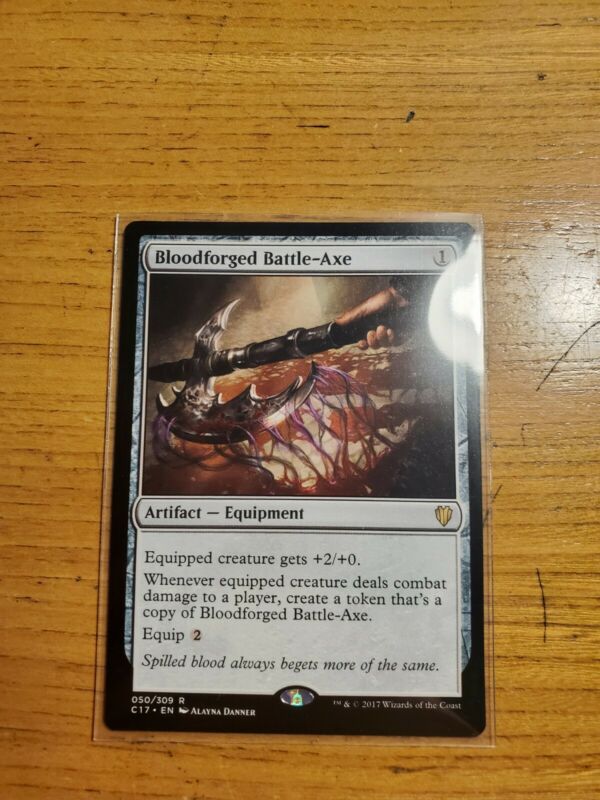 Bloodforged Battle-Axe 1
Artifact — Equipment
Equipped creature gets +2/+0.
Whenever equipped creature deals combat
damage to a player, create a token that's a
copy of Bloodforged Battle-Axe.
Equip 2
Spilled blood always begets more of the same.
050/309 R
C17 • EN ALAYNA DANNER
™ & © 2017 Wizards of the Coast